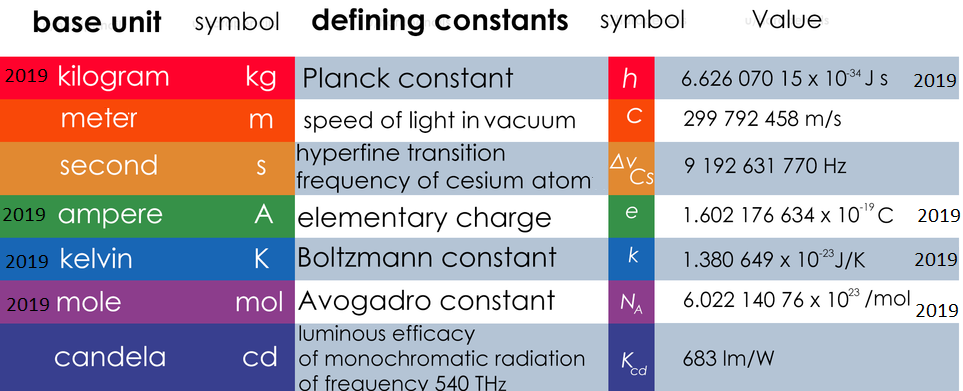 base unit symbol defining constants symbol Value
2019 kilogram kg Planck constant h 6.626 070 15 x 10⁻³⁴ J s 2019
meter m speed of light in vacuum C 299 792 458 m/s
second s hyperfine transition
frequency of cesium atom Δν Cs 9 192 631 770 Hz
2019 ampere A elementary charge e 1.602 176 634 x 10⁻¹⁹ C 2019
2019 kelvin K Boltzmann constant k 1.380 649 x 10⁻²³ J/K 2019
2019 mole mol Avogadro constant N_A 6.022 140 76 x 10²³ /mol 2019
candela cd luminous efficacy
of monochromatic radiation
of frequency 540 THz K_cd 683 lm/W